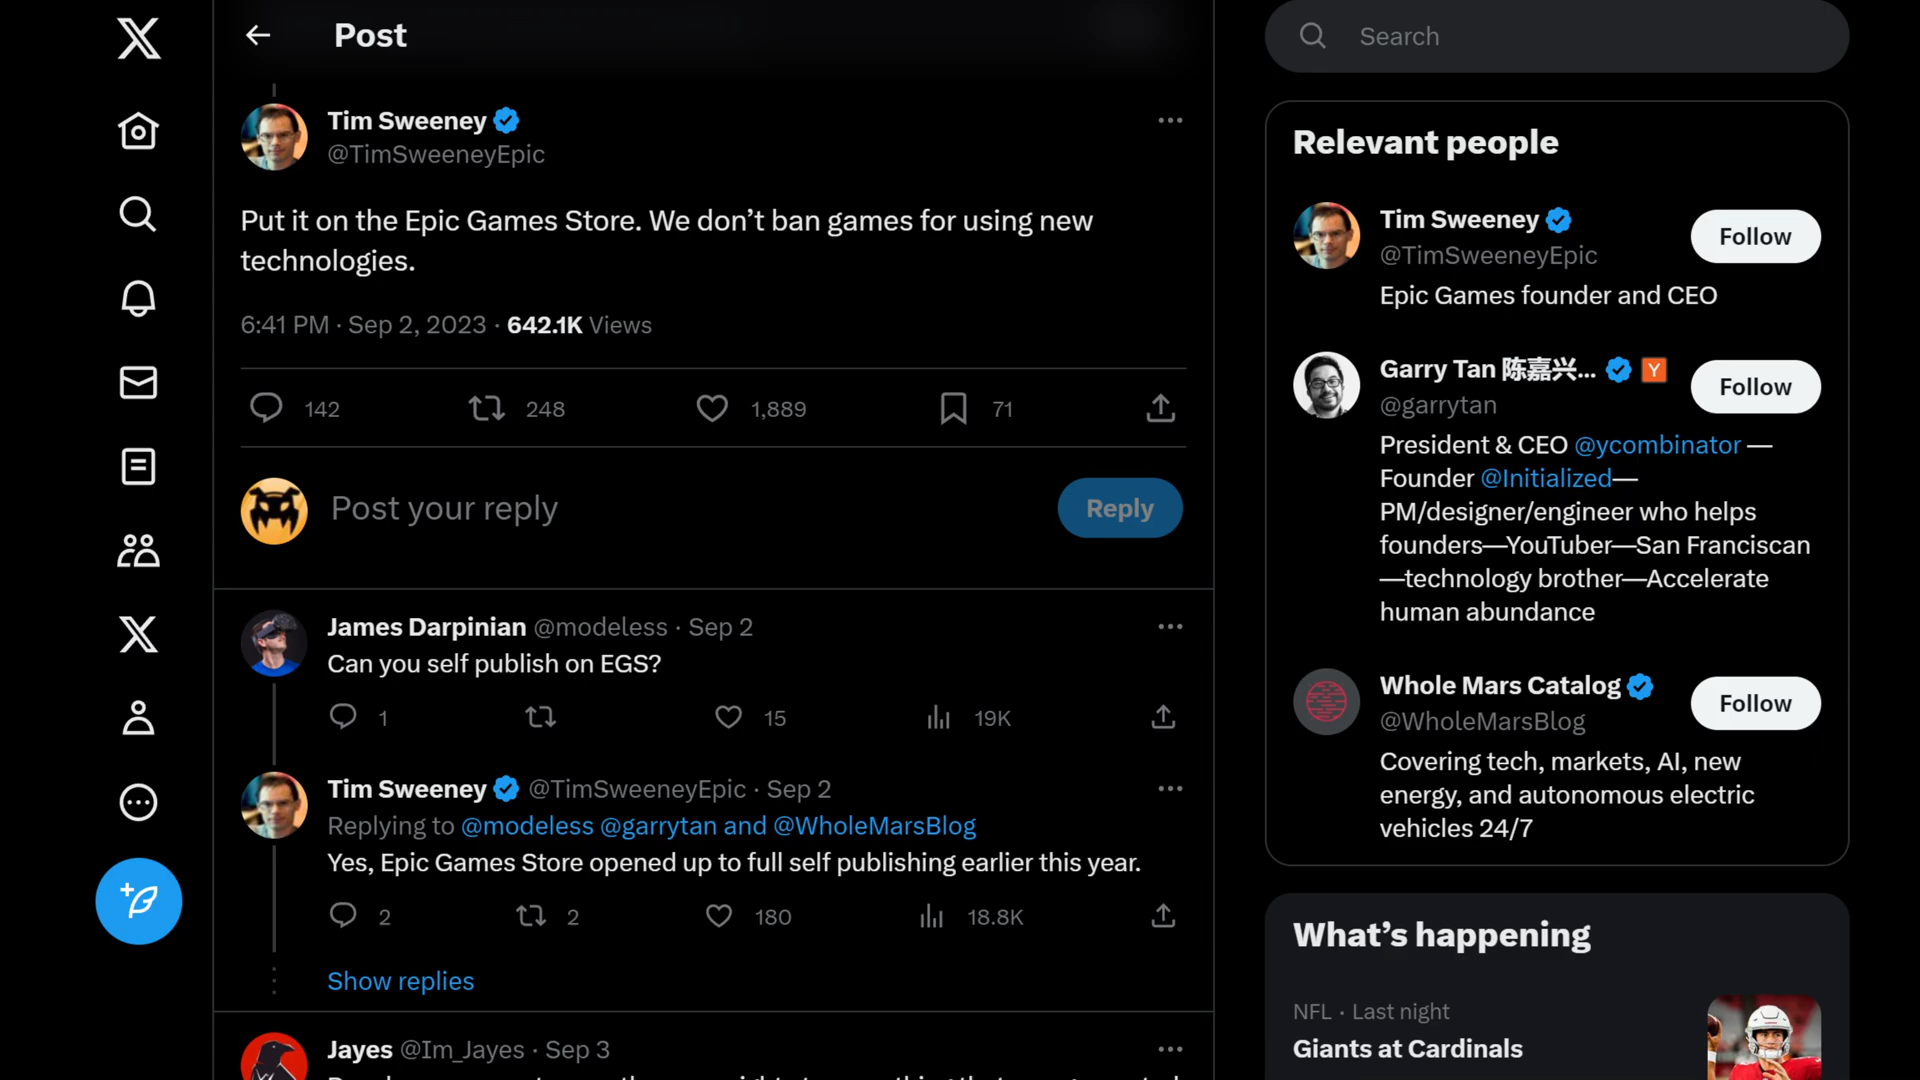 Post
Tim Sweeney
@TimSweeneyEpic
Put it on the Epic Games Store. We don’t ban games for using new
technologies.
6:41 PM · Sep 2, 2023 · 642.1K Views
142 248 1,889 71
Post your reply
Reply
James Darpinian @modeless · Sep 2
Can you self publish on EGS?
1 15 19K
Tim Sweeney @TimSweeneyEpic · Sep 2
Replying to @modeless @garrytan and @WholeMarsBlog
Yes, Epic Games Store opened up to full self publishing earlier this year.
2 2 180 18.8K
Show replies
Jayes @Im_Jayes · Sep 3
Search
Relevant people
Tim Sweeney
@TimSweeneyEpic
Follow
Epic Games founder and CEO
Garry Tan 陈嘉兴...
@garrytan
Follow
President & CEO @ycombinator —
Founder @Initialized—
PM/designer/engineer who helps
founders—YouTuber—San Franciscan
—technology brother—Accelerate
human abundance
Whole Mars Catalog
@WholeMarsBlog
Follow
Covering tech, markets, AI, new
energy, and autonomous electric
vehicles 24/7
What’s happening
NFL · Last night
Giants at Cardinals